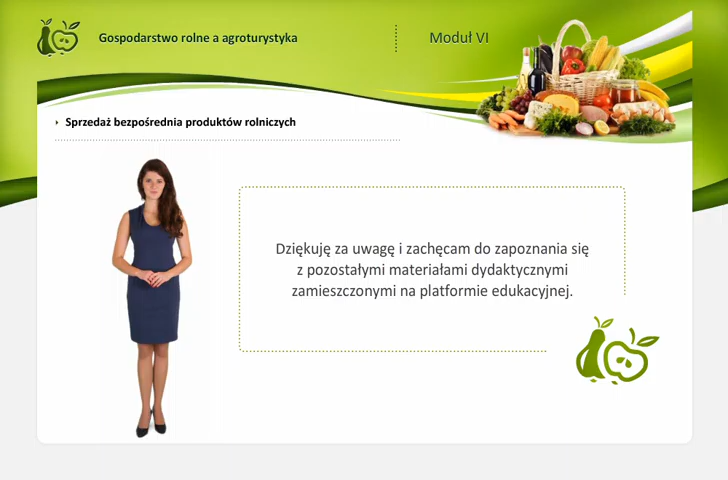 Gospodarstwo rolne a agroturystyka
Moduł VI
Sprzedaż bezpośrednia produktów rolniczych
Dziękuję za uwagę i zachęcam do zapoznania się
z pozostałymi materiałami dydaktycznymi
zamieszczonymi na platformie edukacyjnej.